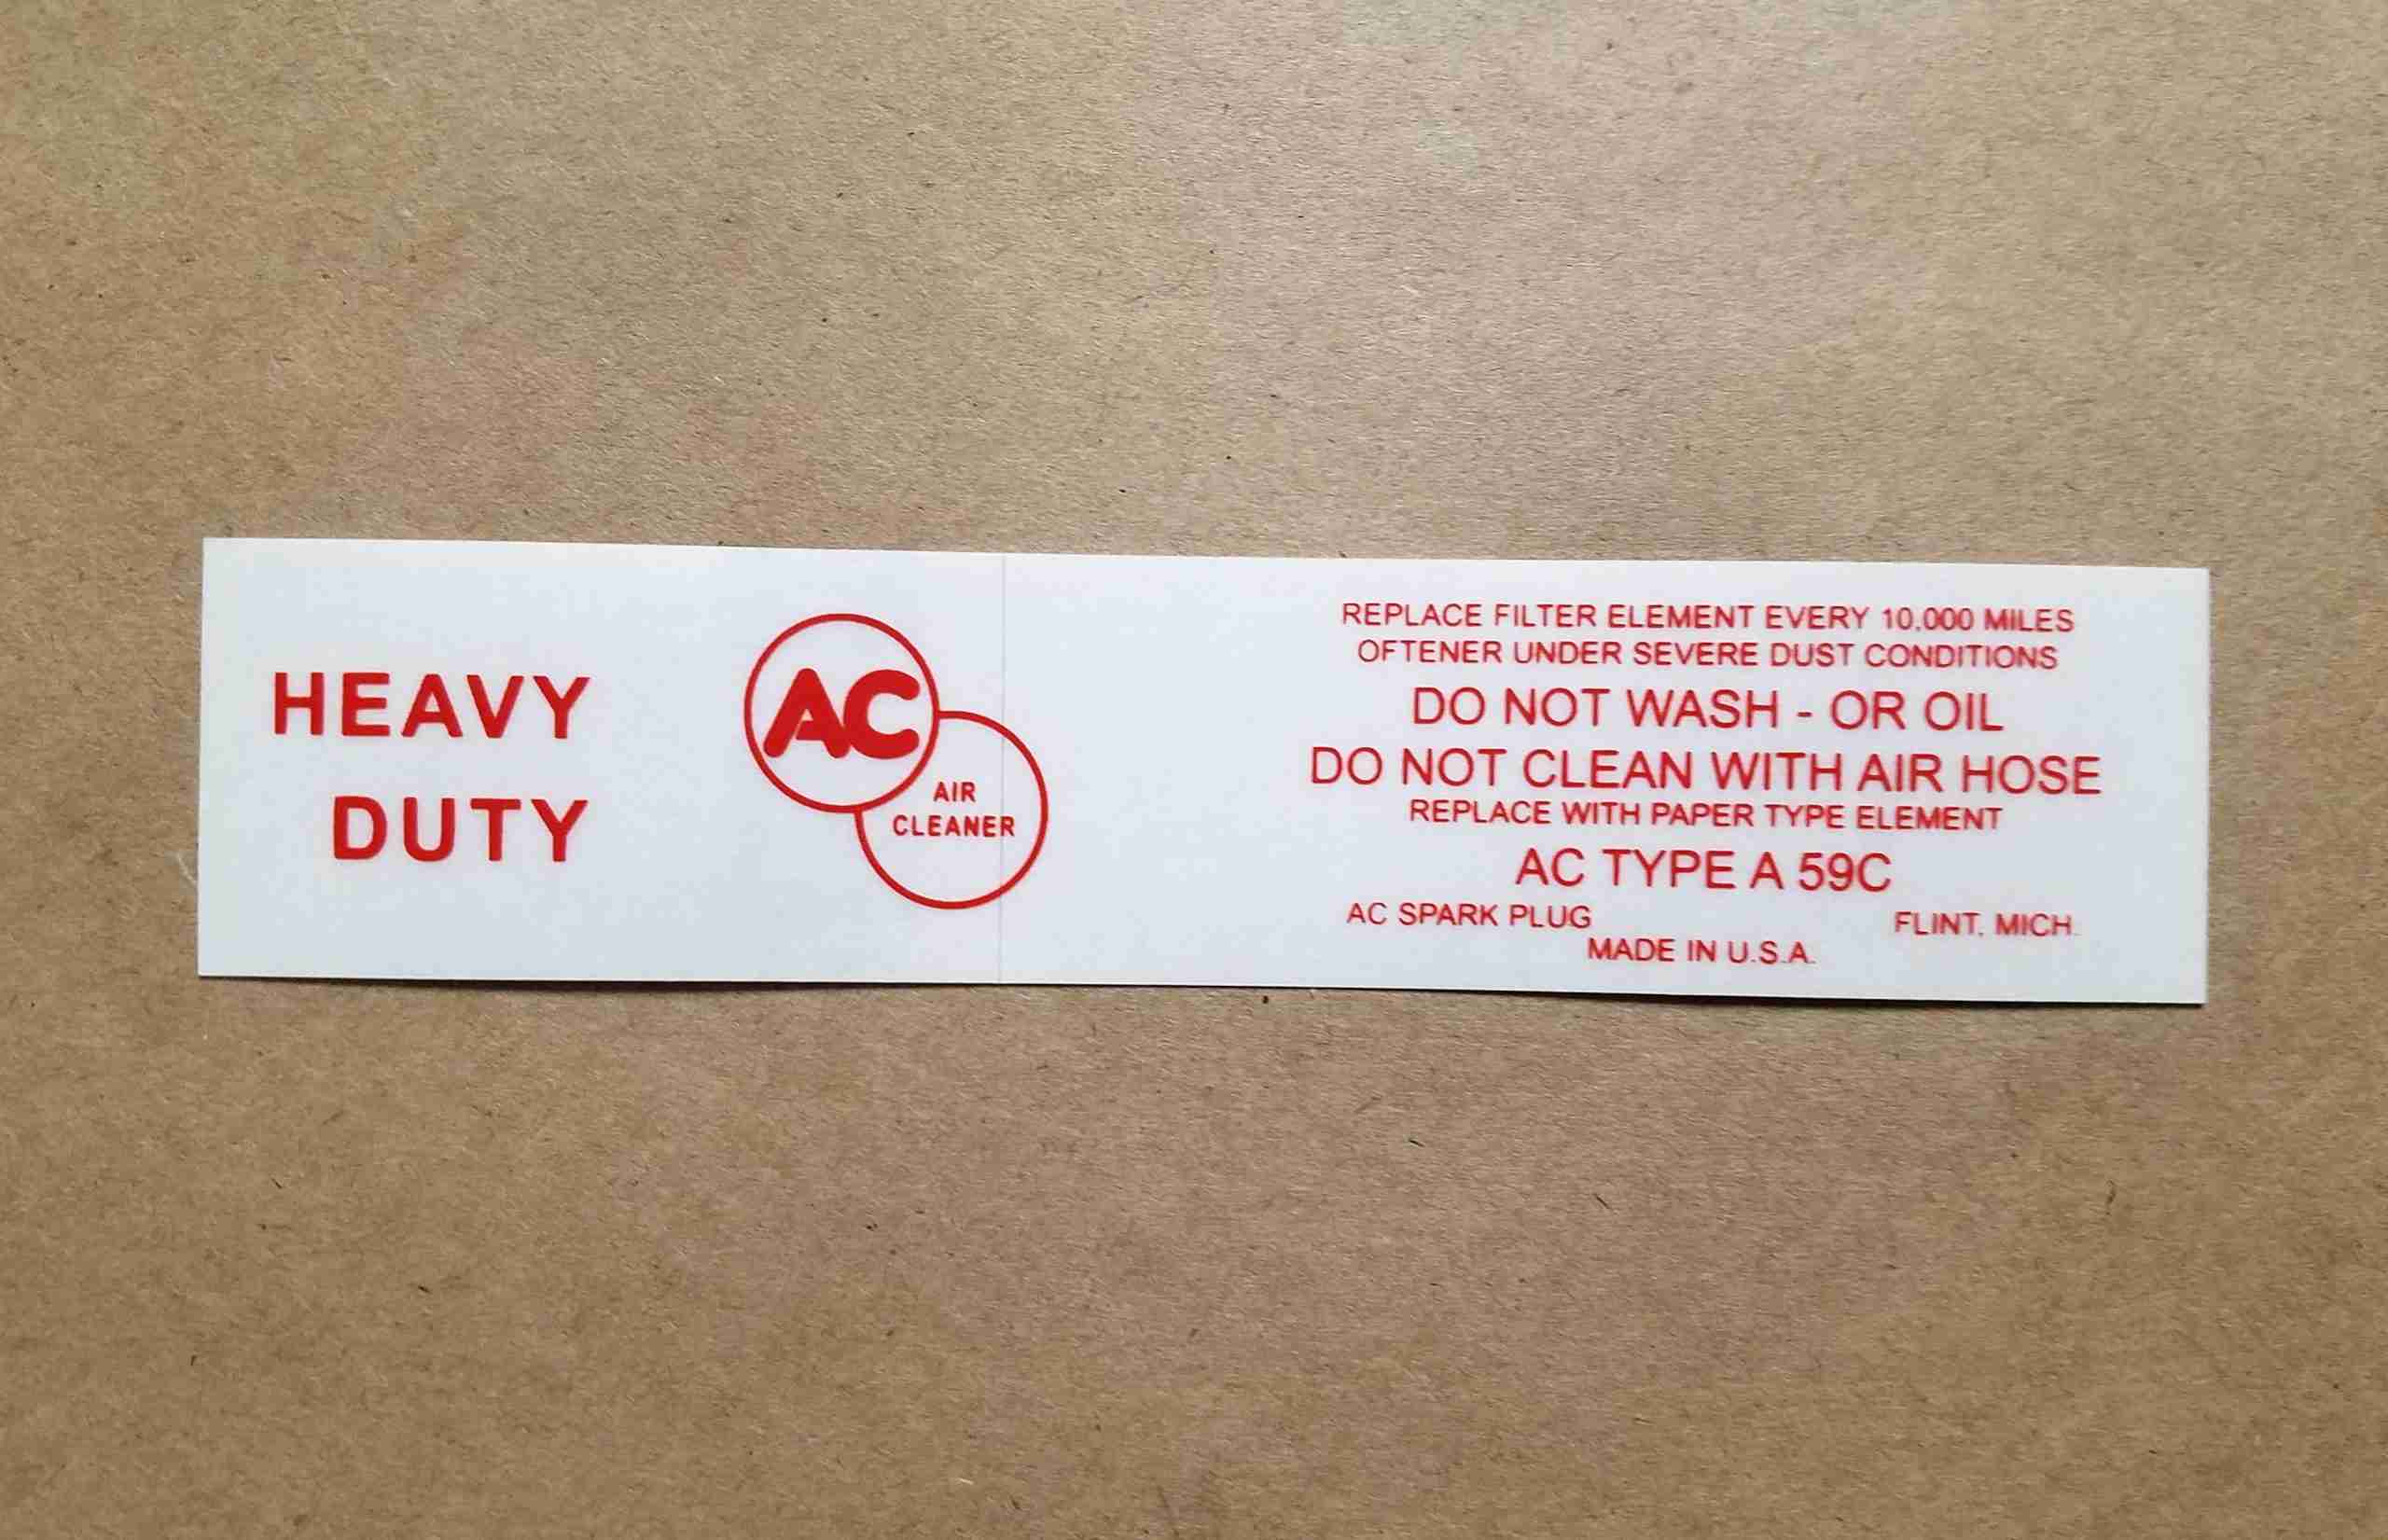 HEAVY
DUTY
AC
AIR
CLEANER
REPLACE FILTER ELEMENT EVERY 10,000 MILES
OFTENER UNDER SEVERE DUST CONDITIONS
DO NOT WASH - OR OIL
DO NOT CLEAN WITH AIR HOSE
REPLACE WITH PAPER TYPE ELEMENT
AC TYPE A 59C
AC SPARK PLUG FLINT, MICH.
MADE IN U.S.A.